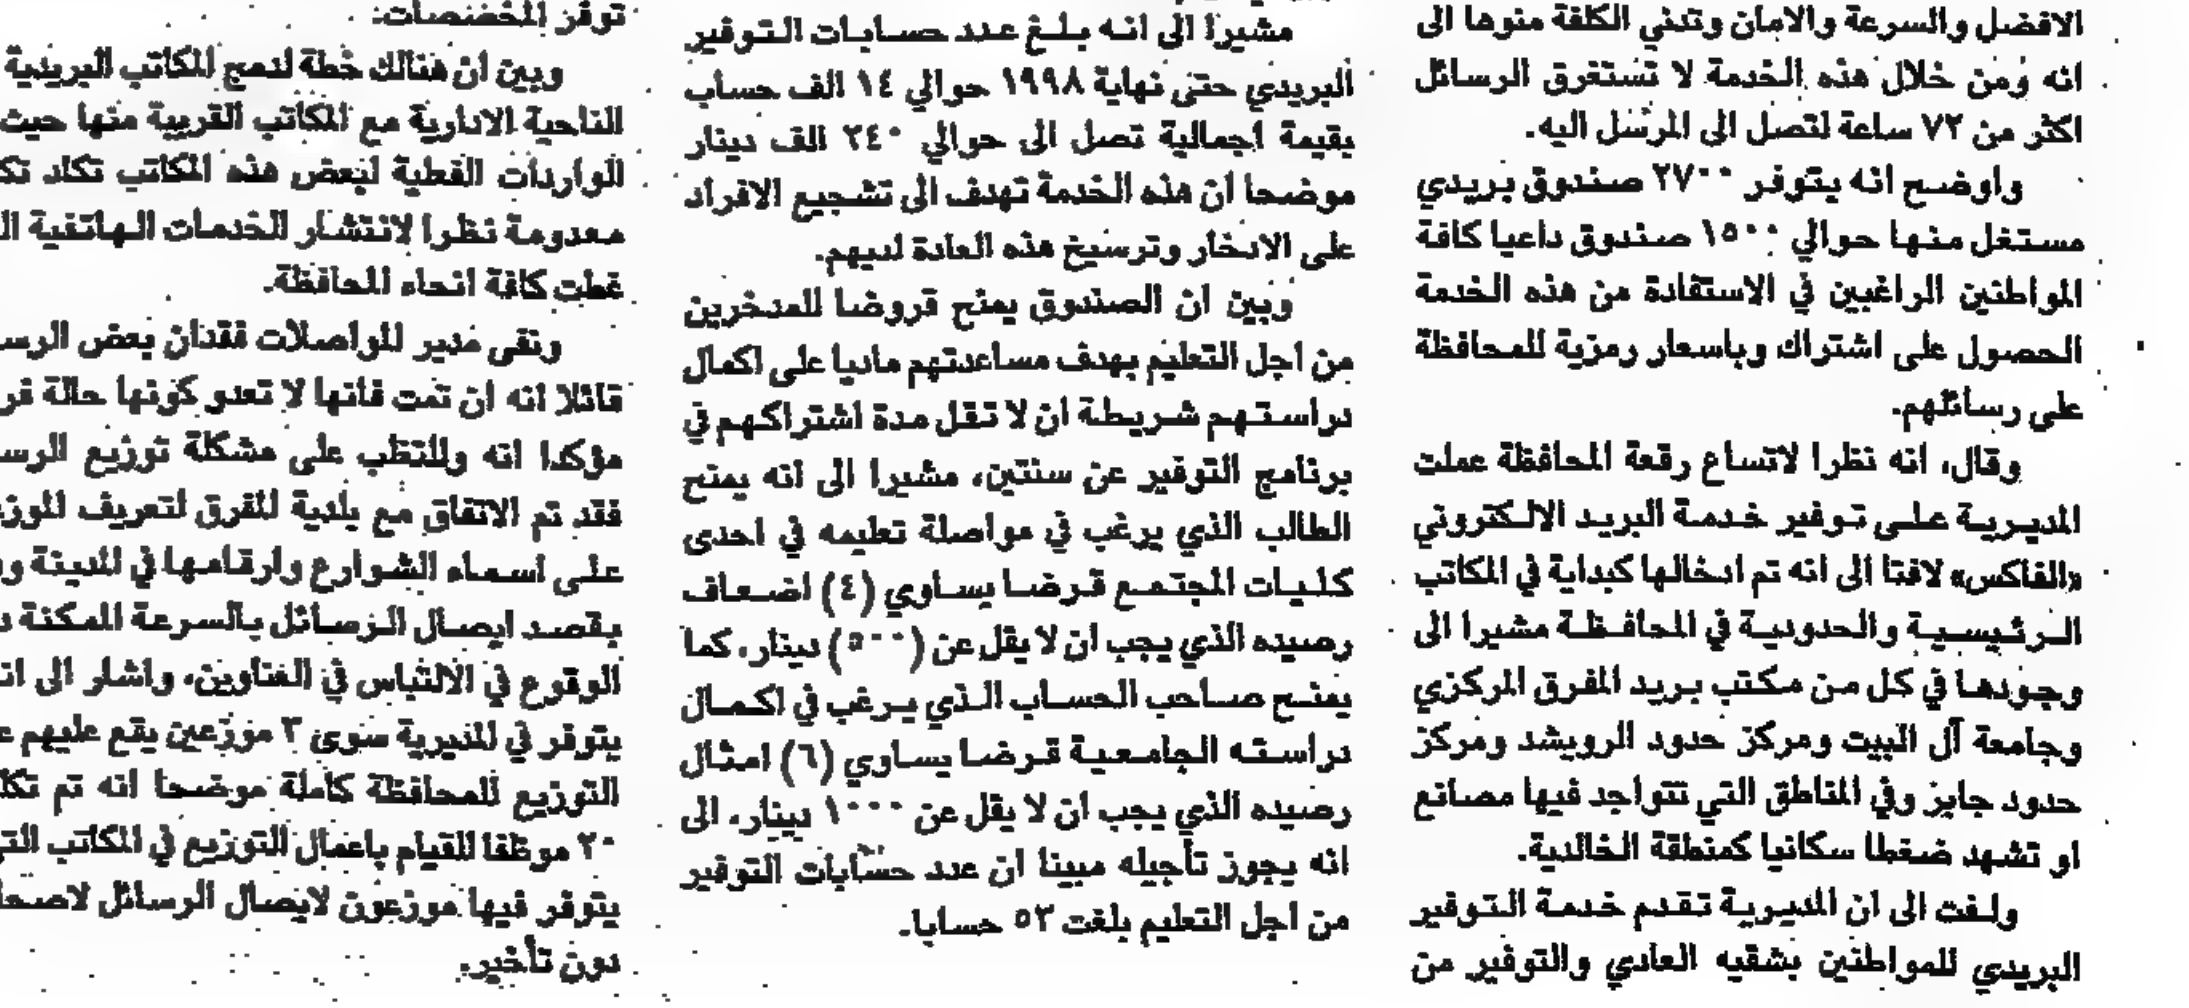 الافضل والسرعة والامان وتدني الكلفة منوها الى
انه ومن خلال هذه الخدمة لا تستغرق الرسائل
اكثر من ٧٢ ساعة لتصل الى المرسل اليه.
واوضح انه يتوفر ٢٧٠٠ صندوق بريدي
مستغل منها حوالي ١٥٠٠ صندوق داعيا كافة
المواطنين الراغبين في الاستفادة من هذه الخدمة
الحصول على اشتراك وباسعار رمزية للمحافظة
على رسائلهم.
وقال، انه نظرا لاتساع رقعة المحافظة عملت
المديرية على توفير خدمة البريد الالكتروني
«الفاكس» لافتا الى انه تم ادخالها كبداية في المكاتب
الرئيسية والحدودية في المحافظة مشيرا الى
وجودها في كل من مكتب بريد المفرق المركزي
وجامعة آل البيت ومركز حدود الرويشد ومركز
حدود جابر وفي المناطق التي تتواجد فيها مصانع
او تشهد ضغطا سكانيا كمنطقة الخالدية.
ولفت الى ان المديرية تقدم خدمة التوفير
البريدي للمواطنين بشقيه العادي والتوفير من
مشيرا الى انه بلغ عدد حسابات التوفير
البريدي حتى نهاية ١٩٩٨ حوالي ١٤ الف حساب
بقيمة اجمالية تصل الى حوالي ٢٤٠ الف دينار
موضحا ان هذه الخدمة تهدف الى تشجيع الافراد
على الادخار وترسيخ هذه العادة لديهم.
وبين ان الصندوق يمنح قروضا للمدخرين
من اجل التعليم بهدف مساعدتهم ماديا على اكمال
دراستهم شريطة ان لا تقل مدة اشتراكهم في
برنامج التوفير عن سنتين، مشيرا الى انه يمنح
الطالب الذي يرغب في مواصلة تعليمه في احدى
كليات المجتمع قرضا يساوي (٤) اضعاف
رصيده الذي يجب ان لا يقل عن (٥٠٠) دينار، كما
يمنح صاحب الحساب الذي يرغب في اكمال
دراسته الجامعية قرضا يساوي (٦) امثال
رصيده الذي يجب ان لا يقل عن ١٠٠٠ دينار، الى
انه يجوز تأجيله مبينا ان عدد حسابات التوفير
من اجل التعليم بلغت ٥٢ حسابا.
توفر المخصصات.
وبين ان هنالك خطة لدمج المكاتب البريدية
الناحية الادارية مع المكاتب القريبة منها حيث
الواردات الفعلية لبعض هذه المكاتب تكاد
معدومة نظرا لانتشار الخدمات الهاتفية
غطت كافة انحاء المحافظة.
ونفى مدير المواصلات فقدان بعض
قائلا انه ان تمت فانها لا تعدو كونها حالة
مؤكدا انه وللتغلب على مشكلة توزيع
فقد تم الاتفاق مع بلدية المفرق لتعريف
على اسماء الشوارع وارقامها في المدينة
بقصد ايصال الرسائل بالسرعة الممكنة
الوقوع في الالتباس في العناوين، واشار الى
يتوفر في المديرية سوى ٣ موزعين يقع عليهم
التوزيع للمحافظة كاملة موضحا انه تم
٢٠ موظفا للقيام باعمال التوزيع في المكاتب
يتوفر فيها موزعون لايصال الرسائل
دون تأخير.